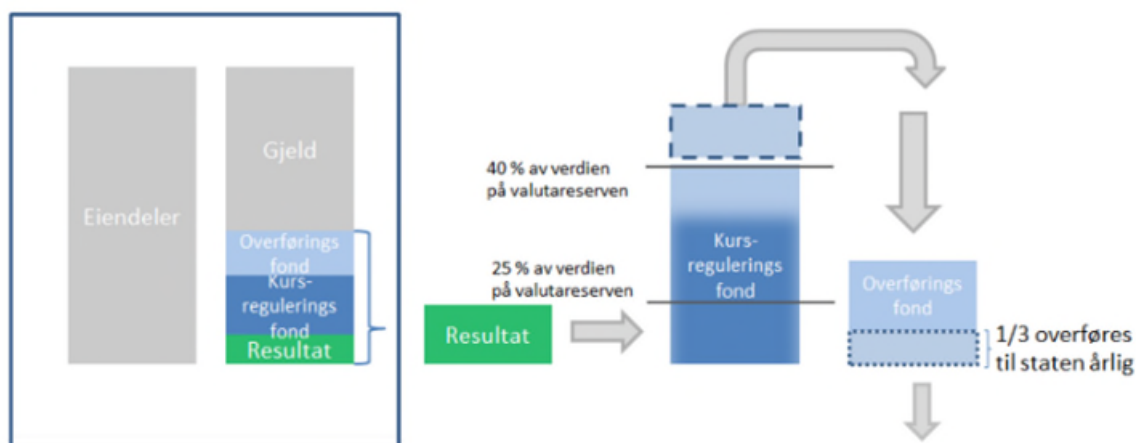 Eiendeler
Gjeld
Overførings
fond
Kurs-
regulerings
fond
Resultat
Resultat
40 % av verdien
på valutareserven
25 % av verdien
på valutareserven
Kurs-
regulerings
fond
Overførings
fond
1/3 overføres
til staten årlig